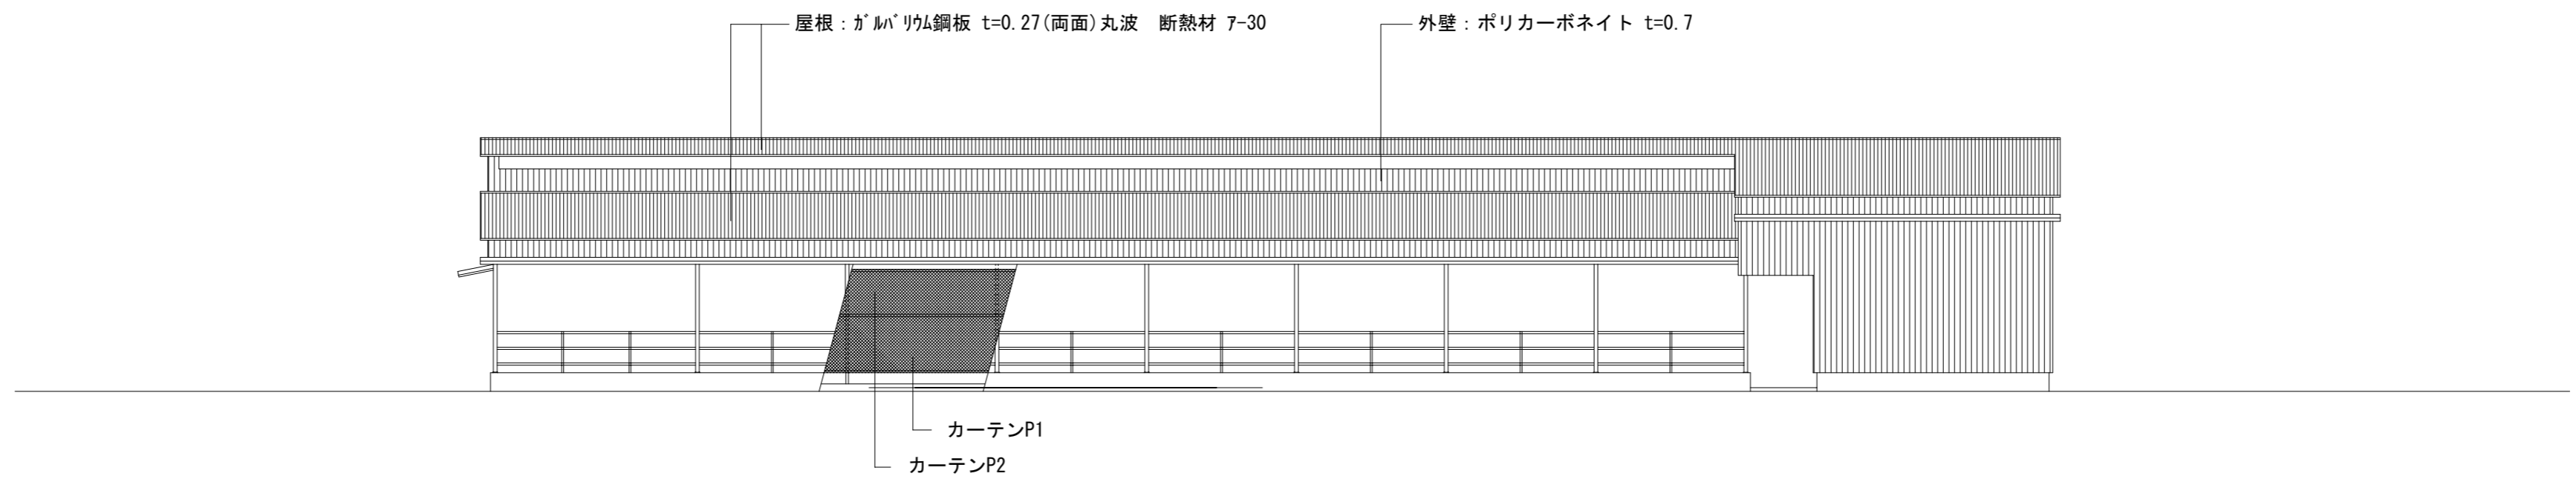 屋根：ｶﾞﾙﾊﾞﾘｳﾑ鋼板 t=0.27(両面)丸波　断熱材 ｱ-30
外壁：ポリカーボネイト t=0.7
カーテンP1
カーテンP2